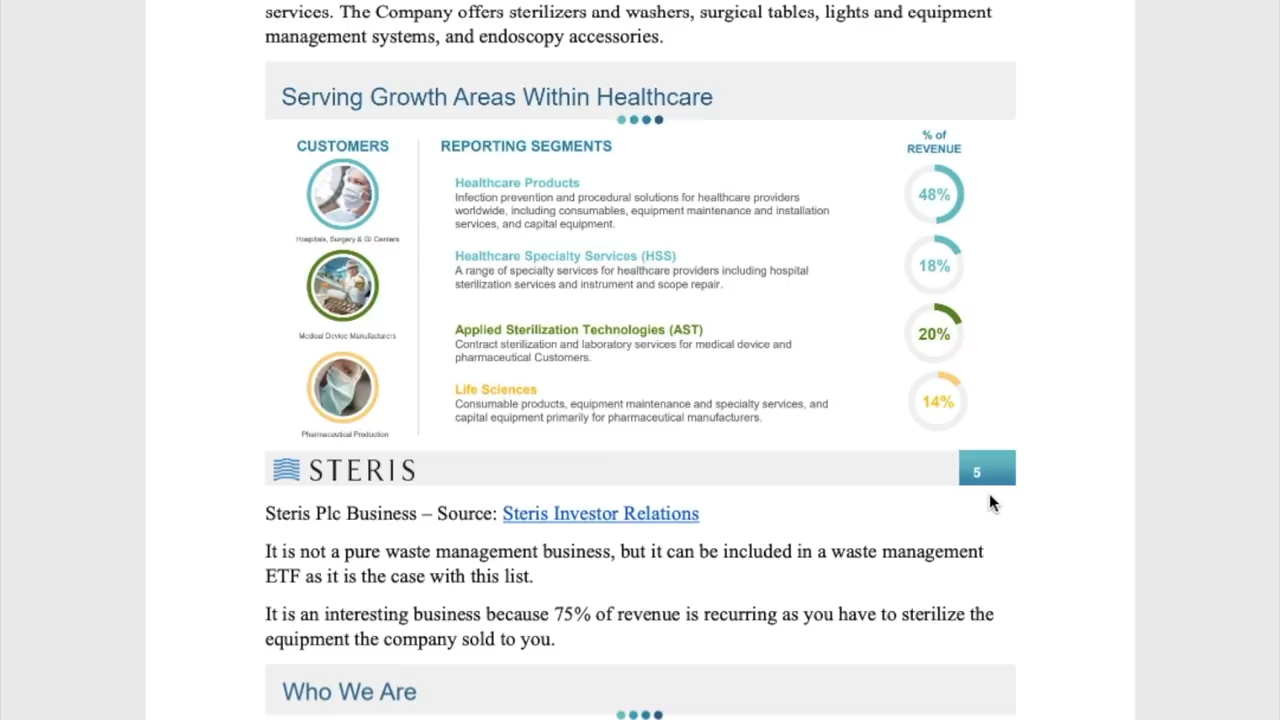 services. The Company offers sterilizers and washers, surgical tables, lights and equipment
management systems, and endoscopy accessories.
Serving Growth Areas Within Healthcare
CUSTOMERS
REPORTING SEGMENTS
% of
REVENUE
Healthcare Products
Infection prevention and procedural solutions for healthcare providers
worldwide, including consumables, equipment maintenance and installation
services, and capital equipment.
48%
Hospitals, Surgery & GI Centers
Healthcare Specialty Services (HSS)
A range of specialty services for healthcare providers including hospital
sterilization services and instrument and scope repair.
18%
Medical Device Manufacturers
Applied Sterilization Technologies (AST)
Contract sterilization and laboratory services for medical device and
pharmaceutical Customers.
20%
Life Sciences
Consumable products, equipment maintenance and specialty services, and
capital equipment primarily for pharmaceutical manufacturers.
14%
Pharmaceutical Production
STERIS
5
Steris Plc Business – Source: Steris Investor Relations
It is not a pure waste management business, but it can be included in a waste management
ETF as it is the case with this list.
It is an interesting business because 75% of revenue is recurring as you have to sterilize the
equipment the company sold to you.
Who We Are